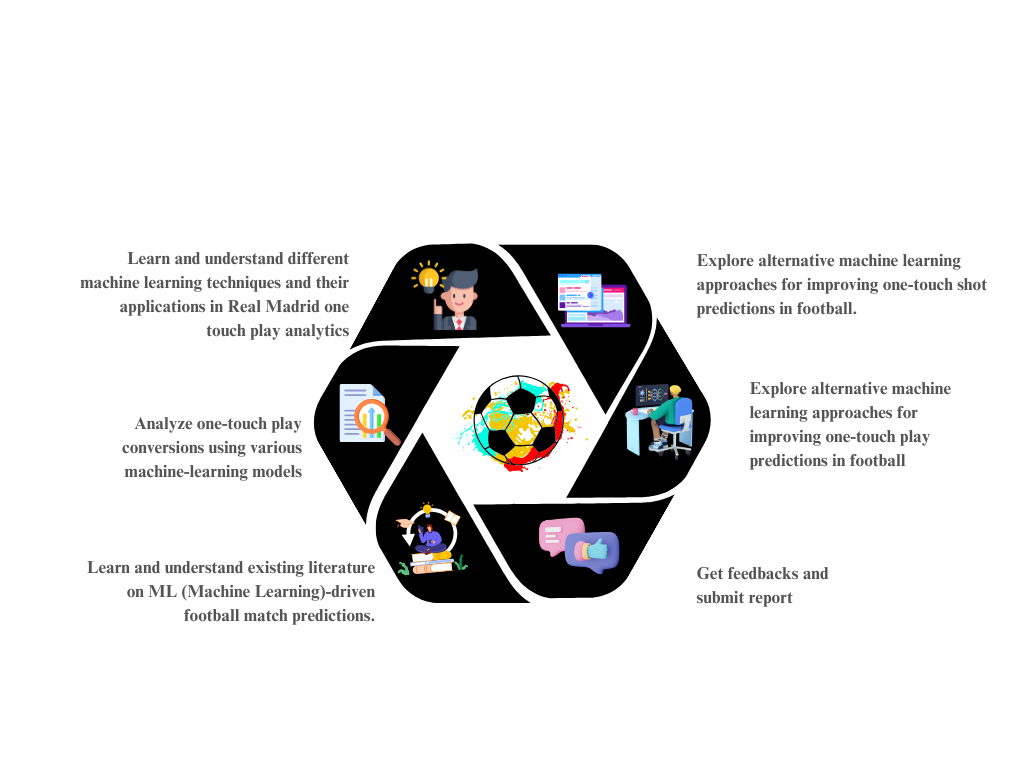 Learn and understand different
machine learning techniques and their
applications in Real Madrid one
touch play analytics
Explore alternative machine learning
approaches for improving one-touch shot
predictions in football.
Analyze one-touch play
conversions using various
machine-learning models
Explore alternative machine
learning approaches for
improving one-touch play
predictions in football
Learn and understand existing literature
on ML (Machine Learning)-driven
football match predictions.
Get feedbacks and
submit report